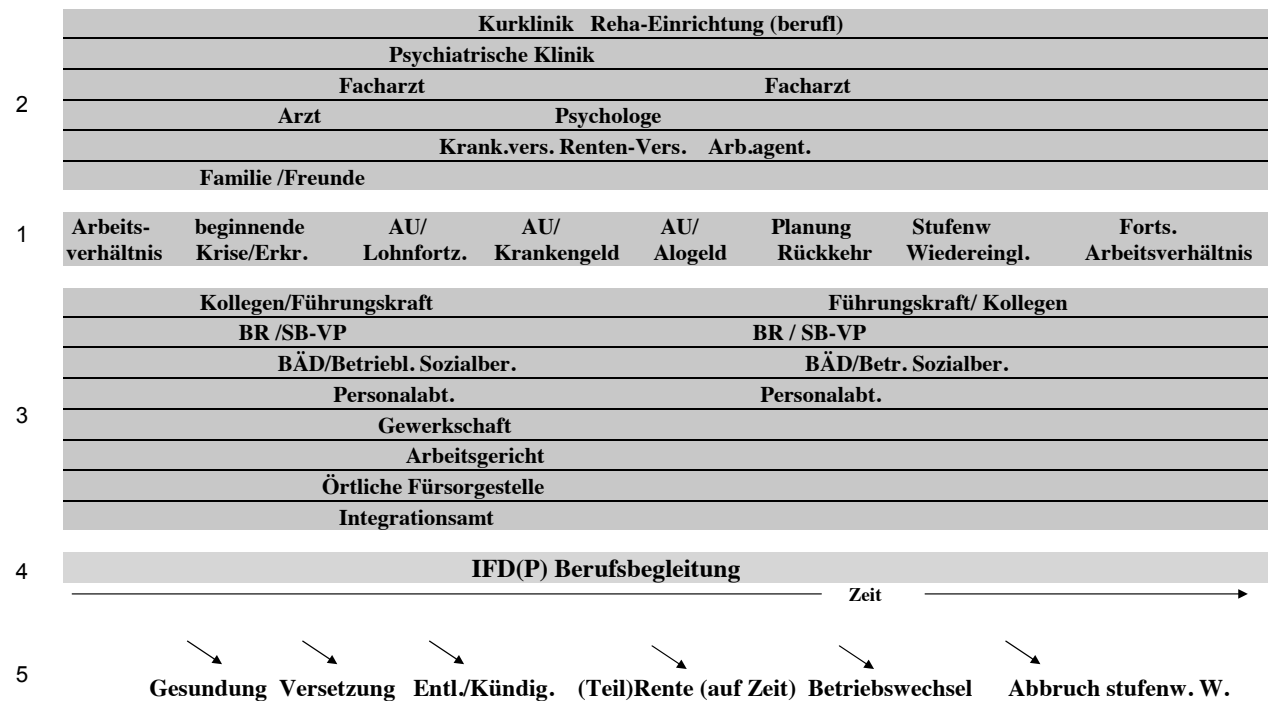 Kurklinik Reha-Einrichtung (berufl)
Psychiatrische Klinik
Facharzt Facharzt
2
Arzt Psychologe
Krank.vers. Renten-Vers. Arb.agent.
Familie /Freunde
1
Arbeits- beginnende AU/ AU/ AU/ Planung Stufenw Forts.
verhältnis Krise/Erkr. Lohnfortz. Krankengeld Alogeld Rückkehr Wiedereingl. Arbeitsverhältnis
Kollegen/Führungskraft Führungskraft/ Kollegen
BR /SB-VP BR / SB-VP
BÄD/Betriebl. Sozialber. BÄD/Betr. Sozialber.
Personalabt. Personalabt.
3
Gewerkschaft
Arbeitsgericht
Örtliche Fürsorgestelle
Integrationsamt
4 IFD(P) Berufsbegleitung
Zeit
5 Gesundung Versetzung Entl./Kündig. (Teil)Rente (auf Zeit) Betriebswechsel Abbruch stufenw. W.